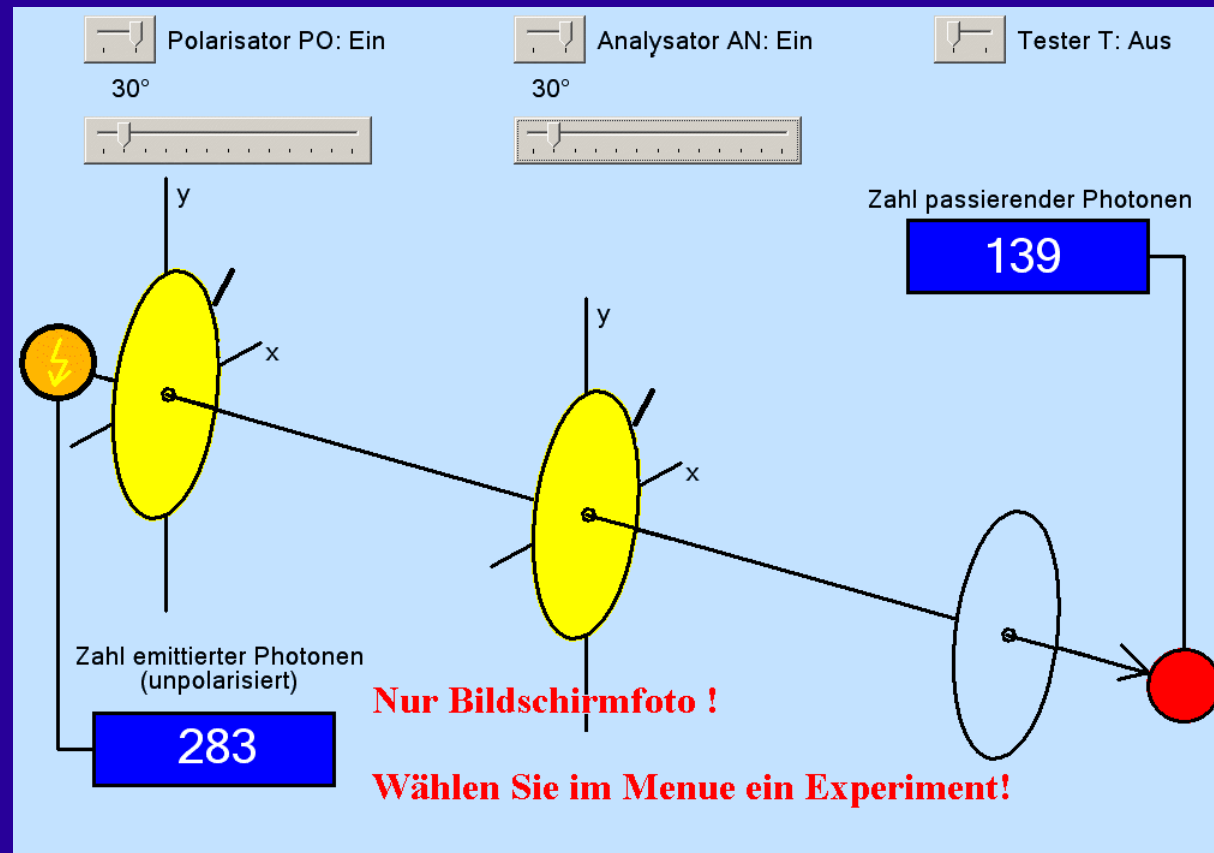 Polarisator PO: Ein
Analysator AN: Ein
Tester T: Aus
30°
30°
y
Zahl passierender Photonen
139
x
y
x
Zahl emittierter Photonen
(unpolarisiert)
283
Nur Bildschirmfoto !
Wählen Sie im Menue ein Experiment!